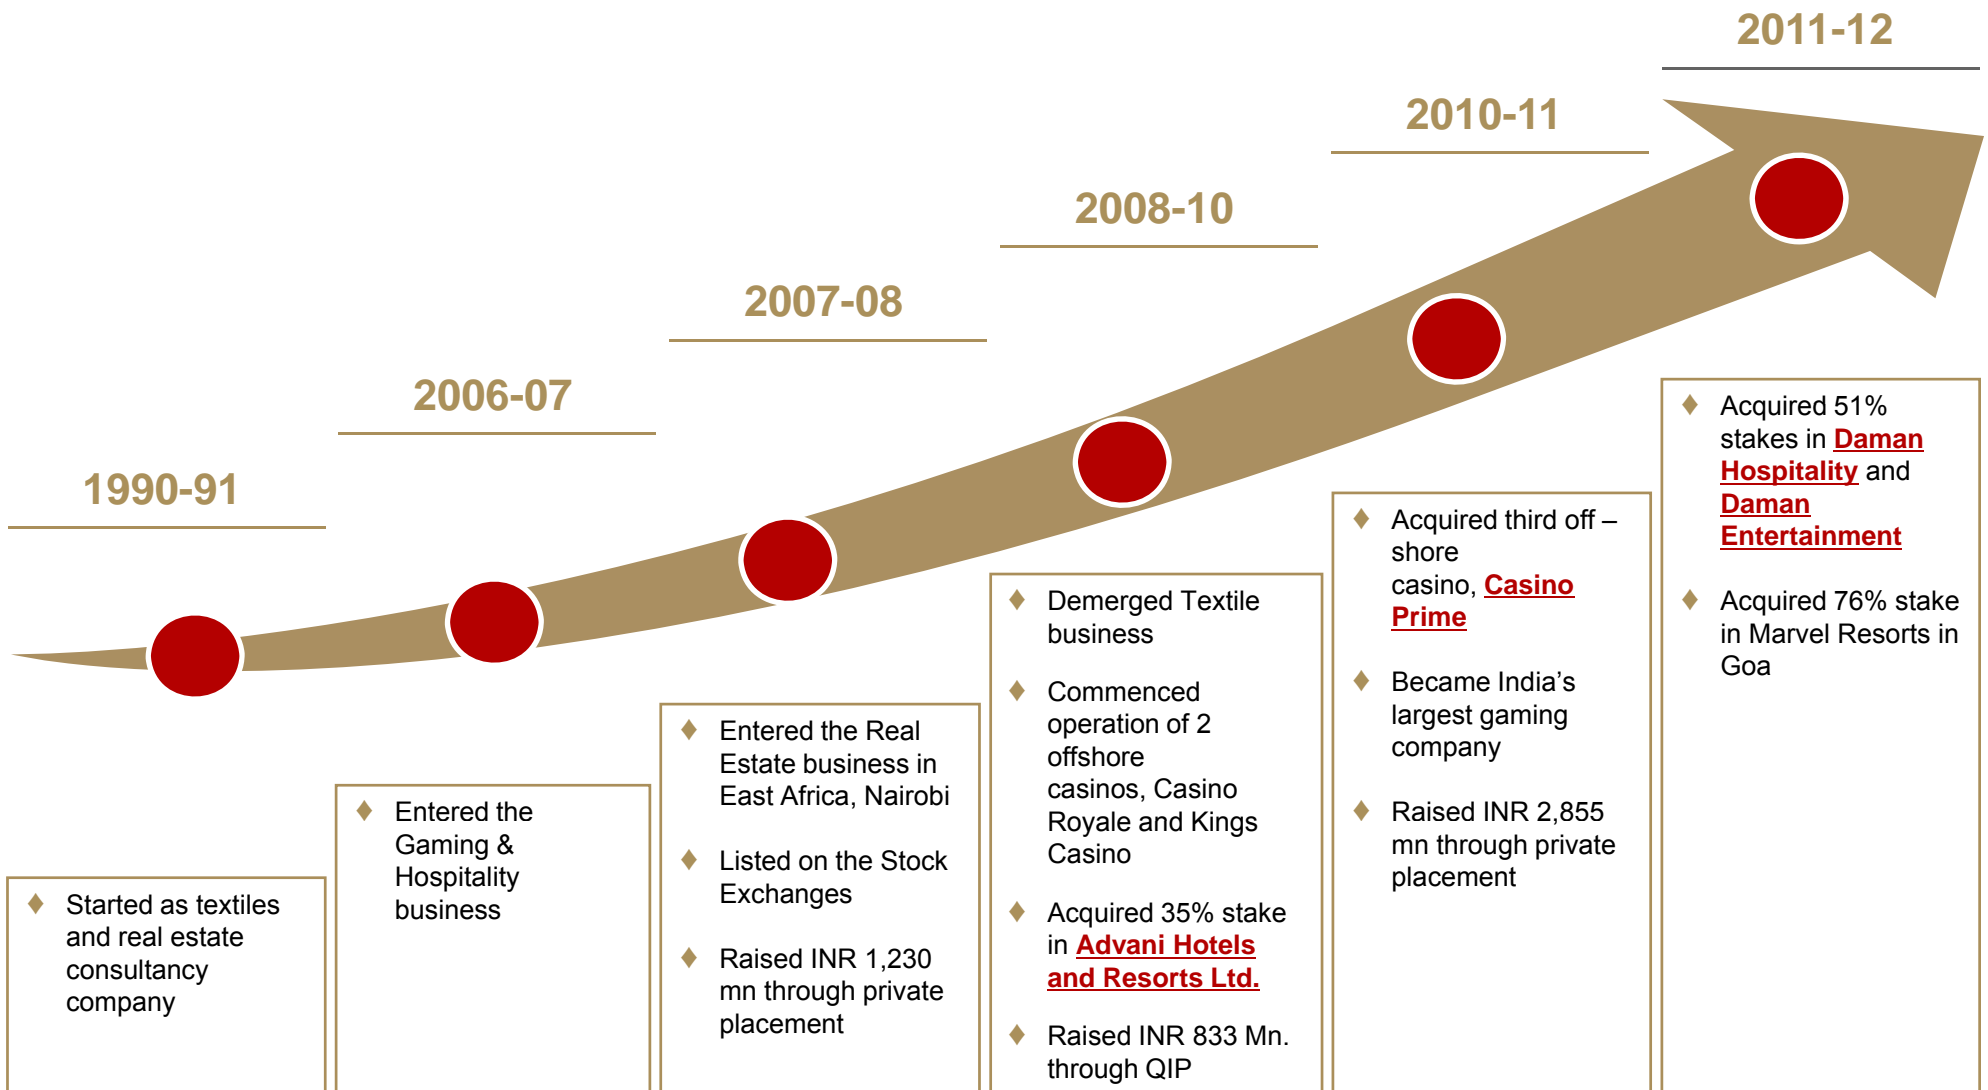 1990-91
♦ Started as textiles
and real estate
consultancy
company
2006-07
♦ Entered the
Gaming &
Hospitality
business
2007-08
♦ Entered the Real
Estate business in
East Africa, Nairobi
♦ Listed on the Stock
Exchanges
♦ Raised INR 1,230
mn through private
placement
2008-10
♦ Demerged Textile
business
♦ Commenced
operation of 2
offshore
casinos, Casino
Royale and Kings
Casino
♦ Acquired 35% stake
in Advani Hotels
and Resorts Ltd.
♦ Raised INR 833 Mn.
through QIP
2010-11
♦ Acquired third off –
shore
casino, Casino
Prime
♦ Became India’s
largest gaming
company
♦ Raised INR 2,855
mn through private
placement
2011-12
♦ Acquired 51%
stakes in Daman
Hospitality and
Daman
Entertainment
♦ Acquired 76% stake
in Marvel Resorts in
Goa